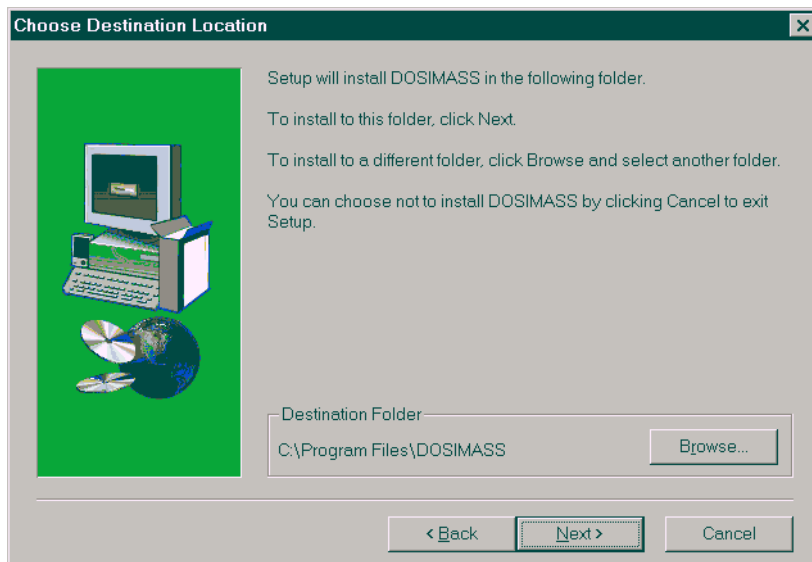 Choose Destination Location
Setup will install DOSIMASS in the following folder.
To install to this folder, click Next.
To install to a different folder, click Browse and select another folder.
You can choose not to install DOSIMASS by clicking Cancel to exit
Setup.
Destination Folder
C:\Program Files\DOSIMASS
Browse...
< Back
Next >
Cancel